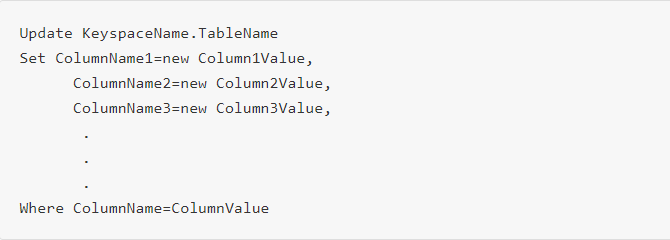 Update KeyspaceName.TableName
Set ColumnName1=new Column1Value,
ColumnName2=new Column2Value,
ColumnName3=new Column3Value,
.
.
.
Where ColumnName=ColumnValue